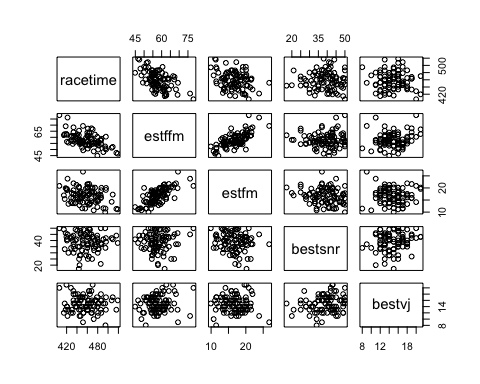 45 60 75 20 35 50
racetime 420 500
45 65 estffm
estfm 10 20
20 40 bestsnr
bestvj 8 14
420 480 10 20 8 12 18